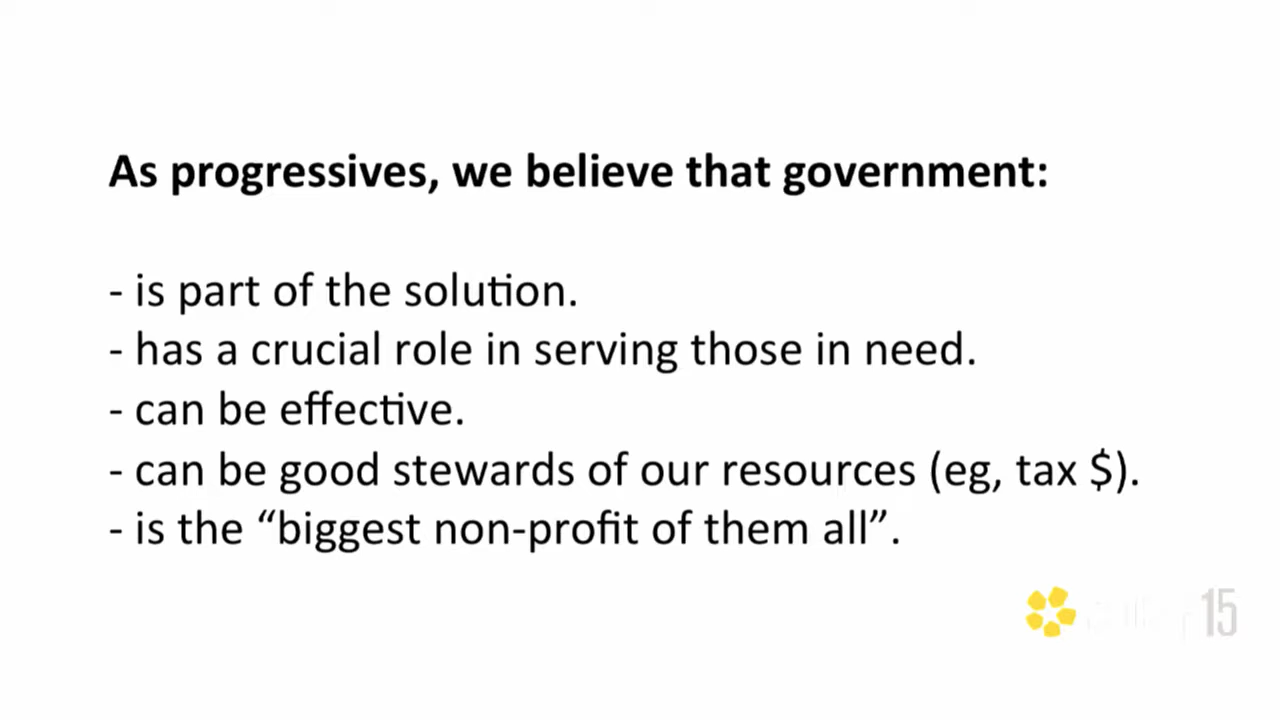 As progressives, we believe that government:
- is part of the solution.
- has a crucial role in serving those in need.
- can be effective.
- can be good stewards of our resources (eg, tax $).
- is the “biggest non-profit of them all”.
15